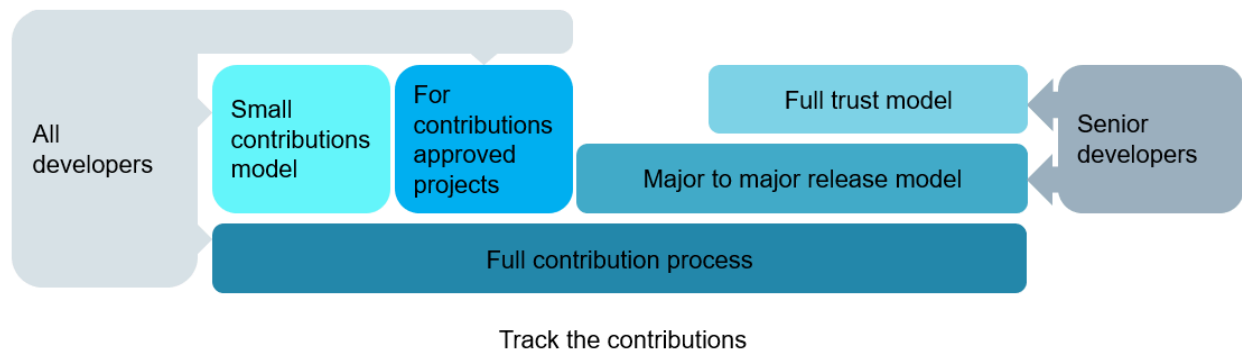 All
developers
Small
contributions
model
For
contributions
approved
projects
Full trust model
Major to major release model
Senior
developers
Full contribution process
Track the contributions